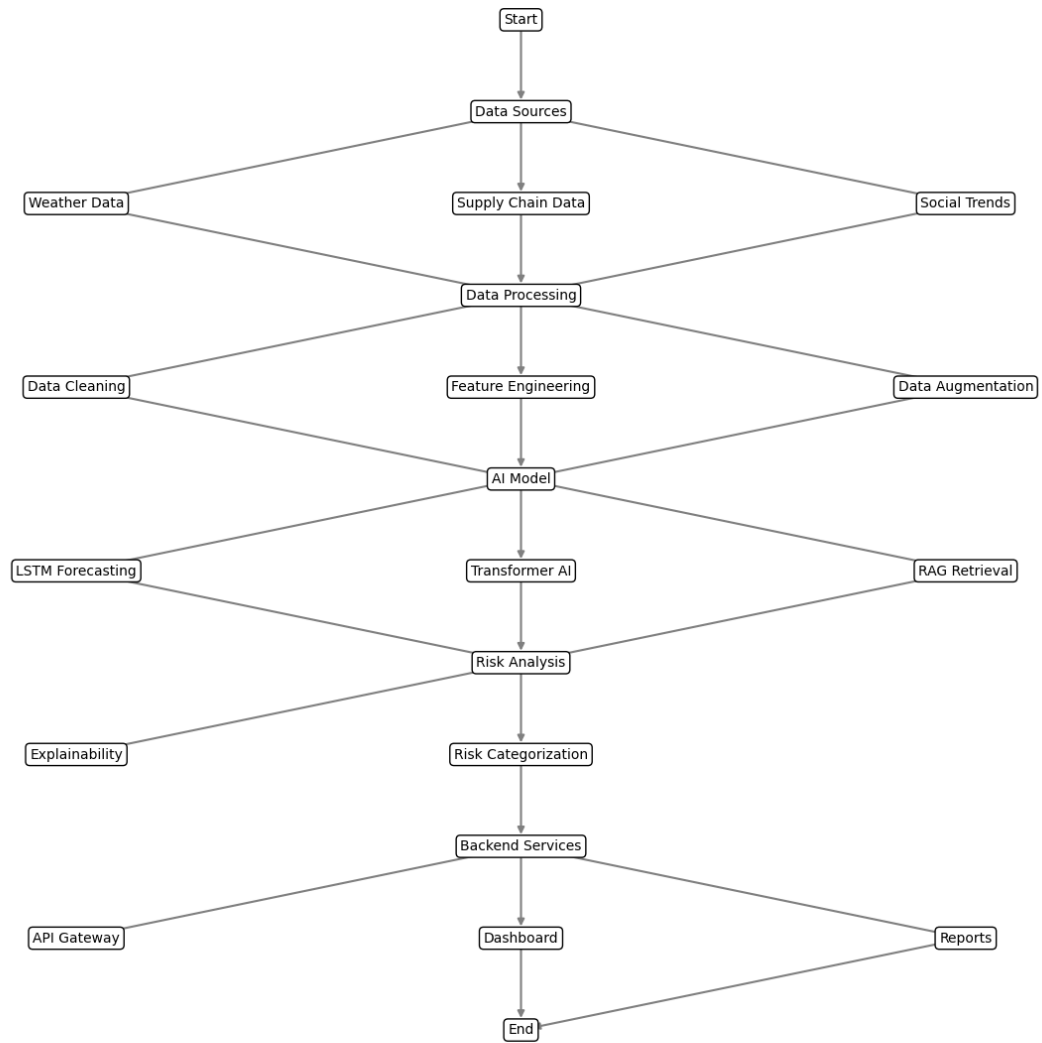 Start
Data Sources
Weather Data
Supply Chain Data
Social Trends
Data Processing
Data Cleaning
Feature Engineering
Data Augmentation
AI Model
LSTM Forecasting
Transformer AI
RAG Retrieval
Risk Analysis
Explainability
Risk Categorization
Backend Services
API Gateway
Dashboard
Reports
End